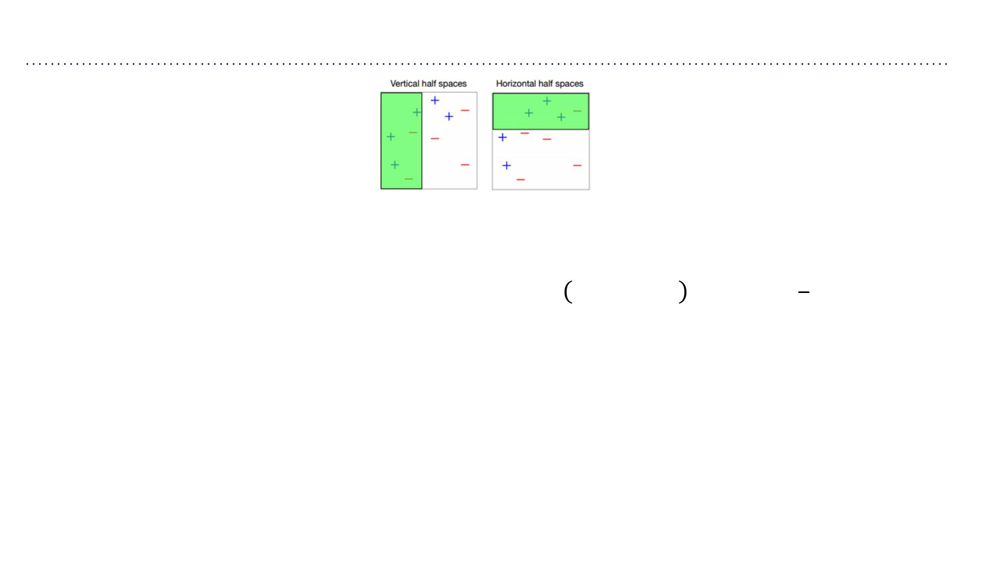 Vertical half spaces Horizontal half spaces
+ + + − + − − + − + − −
+ + + − + − − + − + − −
( ) −